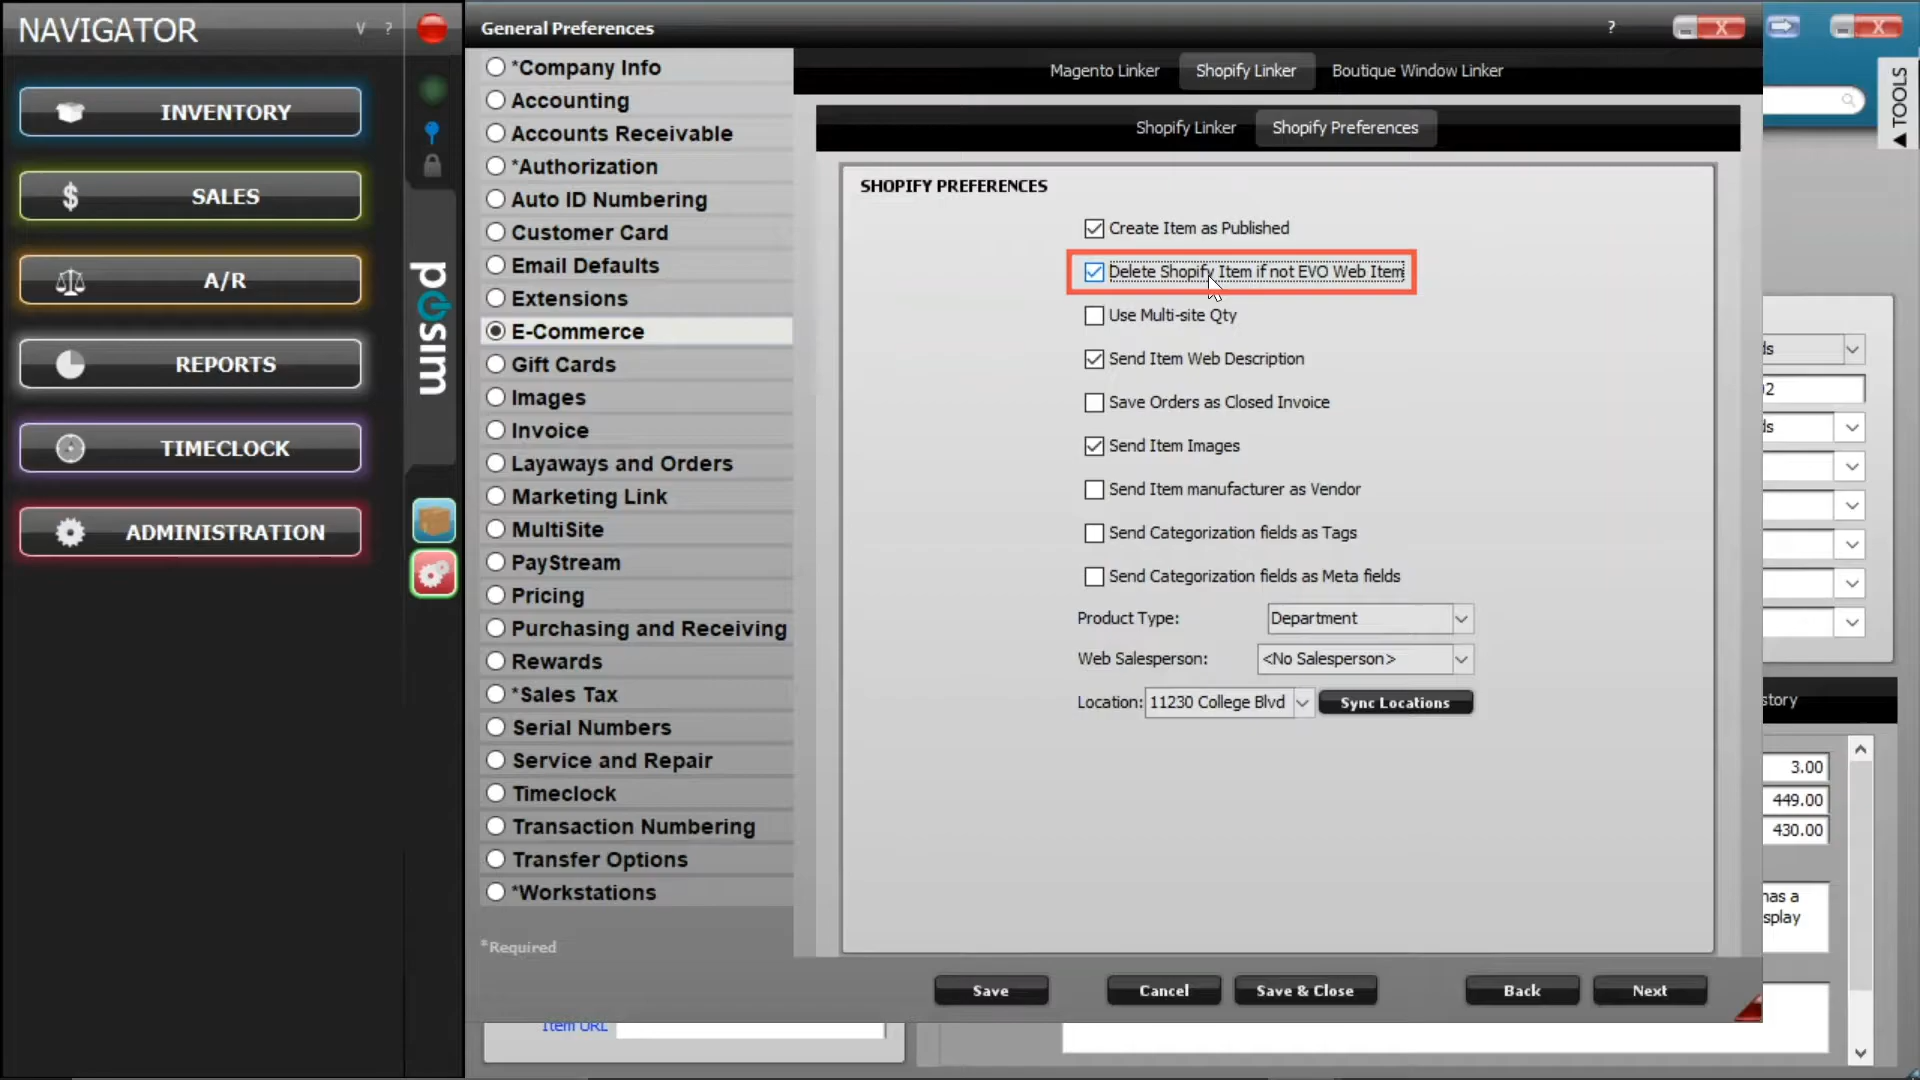 NAVIGATOR
V ?
INVENTORY
$ SALES
A/R
REPORTS
TIMECLOCK
ADMINISTRATION
posim
General Preferences
?
X
X
*Company Info
Accounting
Accounts Receivable
*Authorization
Auto ID Numbering
Customer Card
Email Defaults
Extensions
E-Commerce
Gift Cards
Images
Invoice
Layaways and Orders
Marketing Link
MultiSite
PayStream
Pricing
Purchasing and Receiving
Rewards
*Sales Tax
Serial Numbers
Service and Repair
Timeclock
Transaction Numbering
Transfer Options
*Workstations
*Required
Magento Linker
Shopify Linker
Boutique Window Linker
Shopify Linker
Shopify Preferences
SHOPIFY PREFERENCES
Create Item as Published
Delete Shopify Item if not EVO Web Item
Use Multi-site Qty
Send Item Web Description
Save Orders as Closed Invoice
Send Item Images
Send Item manufacturer as Vendor
Send Categorization fields as Tags
Send Categorization fields as Meta fields
Product Type: Department
Web Salesperson: <No Salesperson>
Location: 11230 College Blvd Sync Locations
Save
Cancel
Save & Close
Back
Next
Item URL
TOOLS
ds
02
ds
story
3.00
449.00
430.00
has a
splay